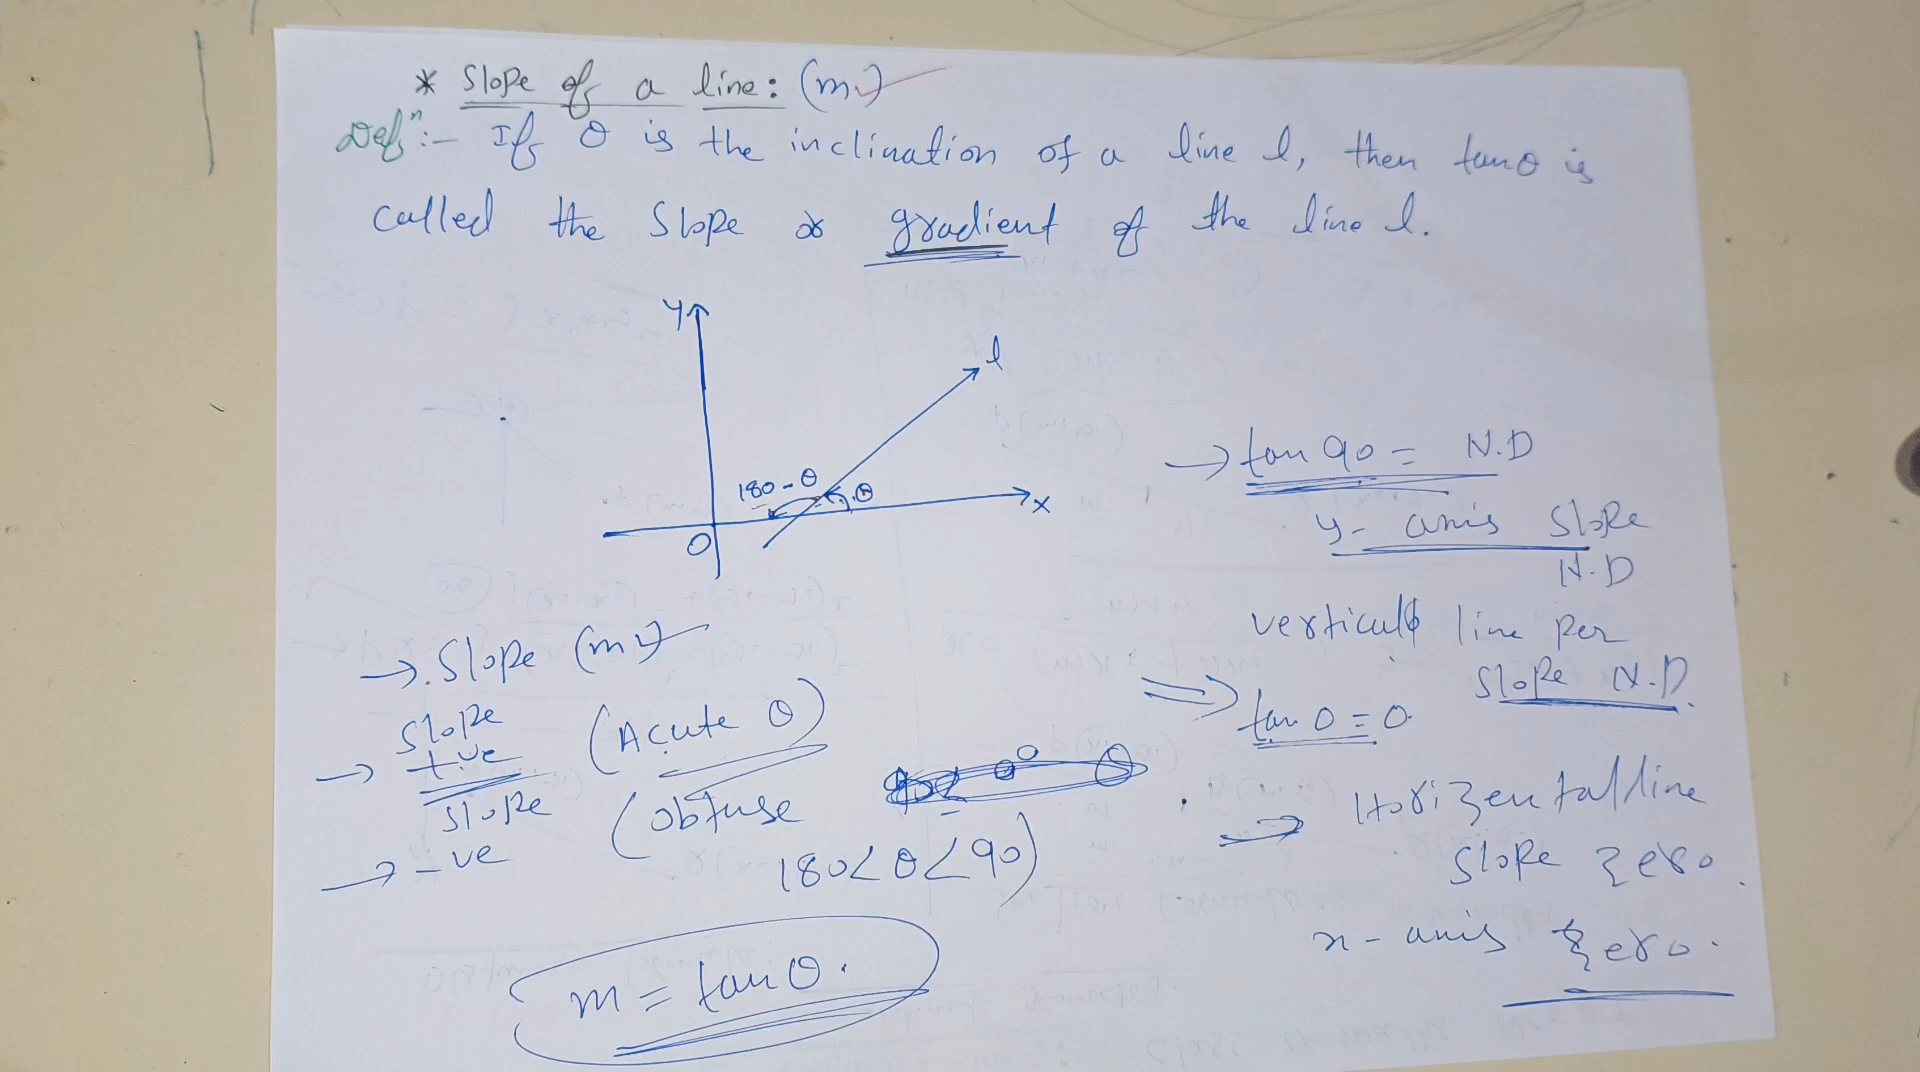 * Slope of a line: (m)
Defⁿ:- If θ is the inclination of a line l, then tanθ is
called the Slope or gradient of the line l.
y
l
180-θ
θ
x
O
→ tan 90 = N.D
y-axis Slope
N.D
vertical line per
Slope N.D.
⇒ tan 0 = 0.
→ Horizental line
Slope zero.
x-axis zero.
→ Slope (m)
Slope
→ +ve (Acute θ)
Slope (obtuse
→ -ve 180<θ<90)
m = tan θ.